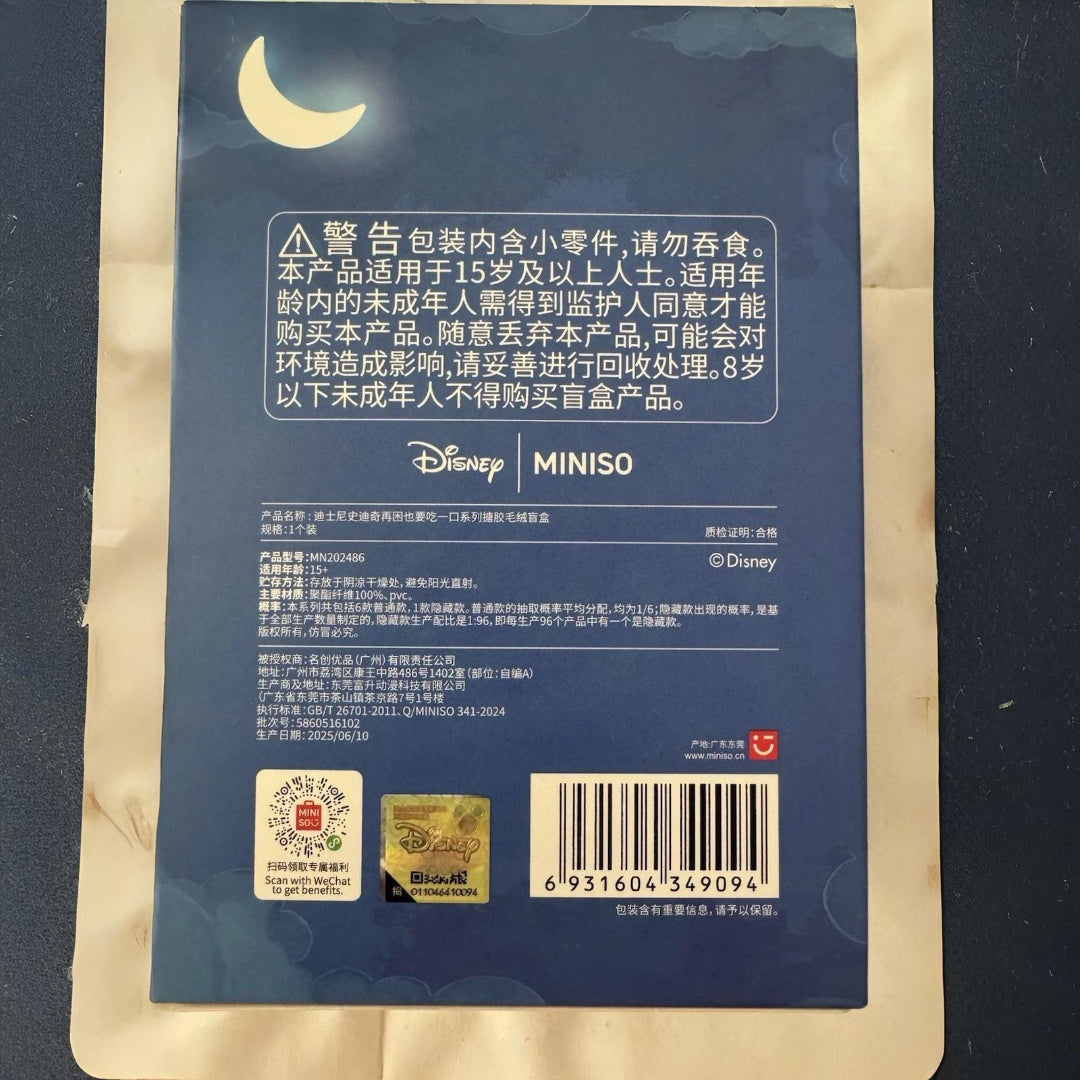 警告 包装内含小零件,请勿吞食。
本产品适用于15岁及以上人士。适用年
龄内的未成年人需得到监护人同意才能
购买本产品。随意丢弃本产品,可能会对
环境造成影响,请妥善进行回收处理。8岁
以下未成年人不得购买盲盒产品。
Disney | MINISO
产品名称:迪士尼史迪奇再困也要吃一口系列搪胶毛绒盲盒
规格:1个装
质检证明:合格
产品型号:MN202486
©Disney
适用年龄:15+
贮存方法:存放于阴凉干燥处,避免阳光直射。
主要材质:聚酯纤维100%、pvc。
概率:本系列共包括6款普通款,1款隐藏款。普通款的抽取概率平均分配,均为1/6;隐藏款出现的概率,是基
于全部生产数量制定的,隐藏款生产配比是1:96,即每生产96个产品中有一个是隐藏款。
版权所有,仿冒必究。
被授权商:名创优品(广州)有限责任公司
地址:广州市荔湾区康王中路486号1402室(部位:自编A)
生产商及地址:东莞富升动漫科技有限公司
(广东省东莞市茶山镇茶京路7号1号楼
执行标准:GB/T 26701-2011、Q/MINISO 341-2024
批次号:5860516102
生产日期:2025/06/10
产地:广东东莞
www.miniso.cn
MINI
SO
扫码领取专属福利
Scan with WeChat
to get benefits.
Disney
揭 011046410094
6 931604 349094
包装含有重要信息,请予以保留。